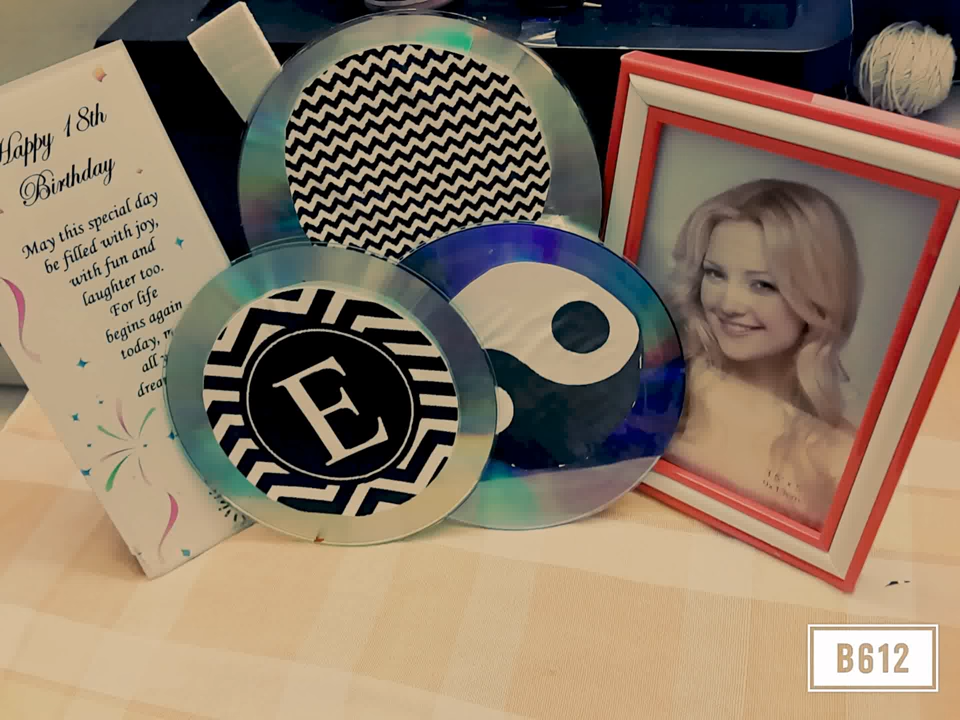 Happy 18th
Birthday
May this special day
be filled with joy,
with fun and
laughter too.
For life
begins again
today,
all
E
B612